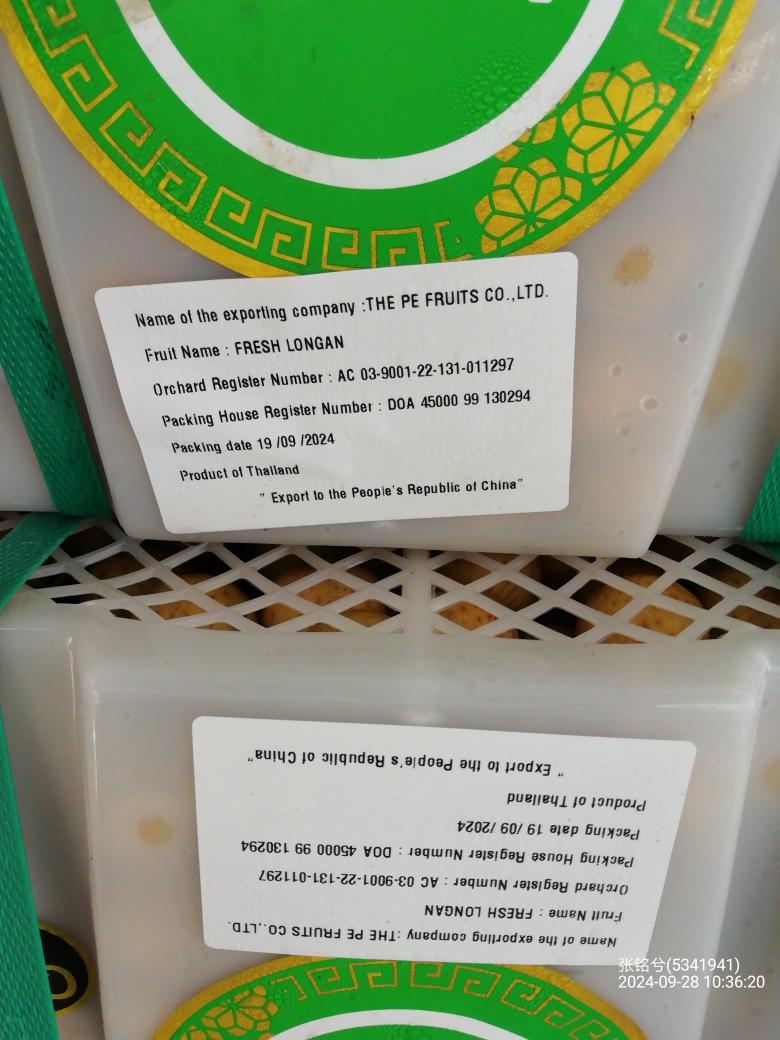 Name of the exporting company :THE PE FRUITS CO.,LTD.
Fruit Name : FRESH LONGAN
Orchard Register Number : AC 03-9001-22-131-011297
Packing House Register Number : DOA 45000 99 130294
Packing date 19 /09 /2024
Product of Thailand
" Export to the People's Republic of China"
Name of the exporting company :THE PE FRUITS CO.,LTD.
Fruit Name : FRESH LONGAN
Orchard Register Number : AC 03-9001-22-131-011297
Packing House Register Number : DOA 45000 99 130294
Packing date 19 /09 /2024
Product of Thailand
" Export to the People's Republic of China"
张铭兮(5341941)
2024-09-28 10:36:20